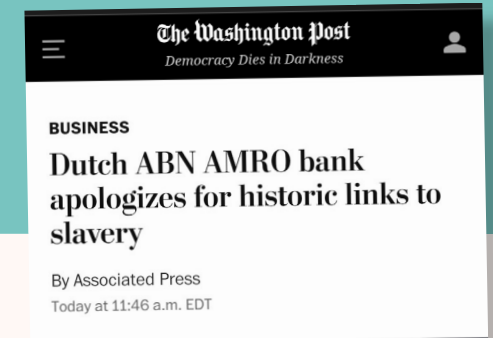 The Washington Post
Democracy Dies in Darkness
BUSINESS
Dutch ABN AMRO bank
apologizes for historic links to
slavery
By Associated Press
Today at 11:46 a.m. EDT